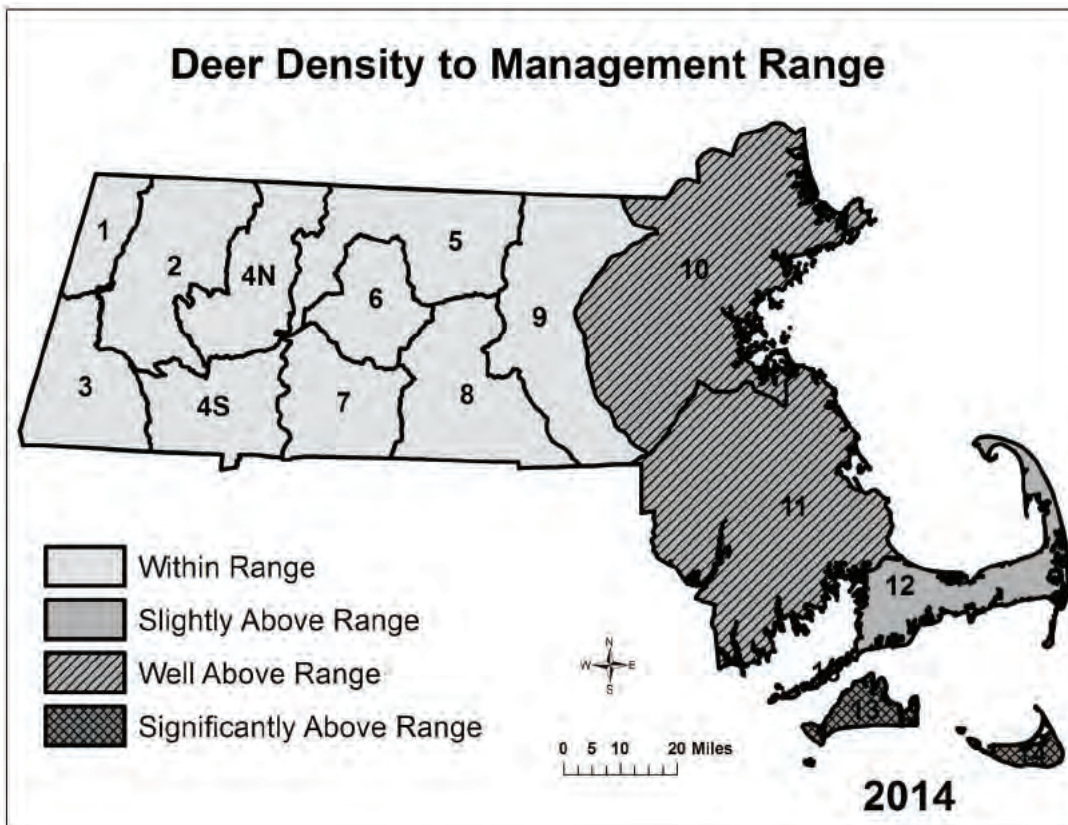 Deer Density to Management Range
1
2
4N
5
6
9
10
3
4S
7
8
11
12
13
Within Range
Slightly Above Range
Well Above Range
Significantly Above Range
N
W E
S
0 5 10 20 Miles
2014